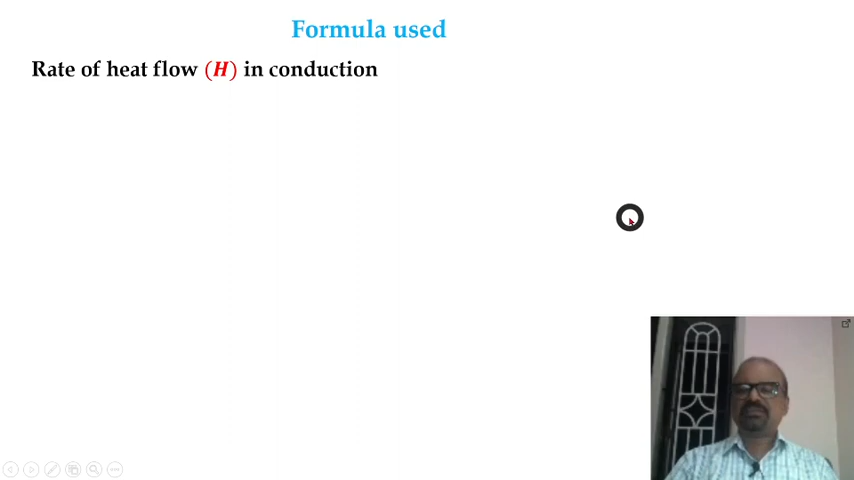 Formula used
Rate of heat flow (H) in conduction